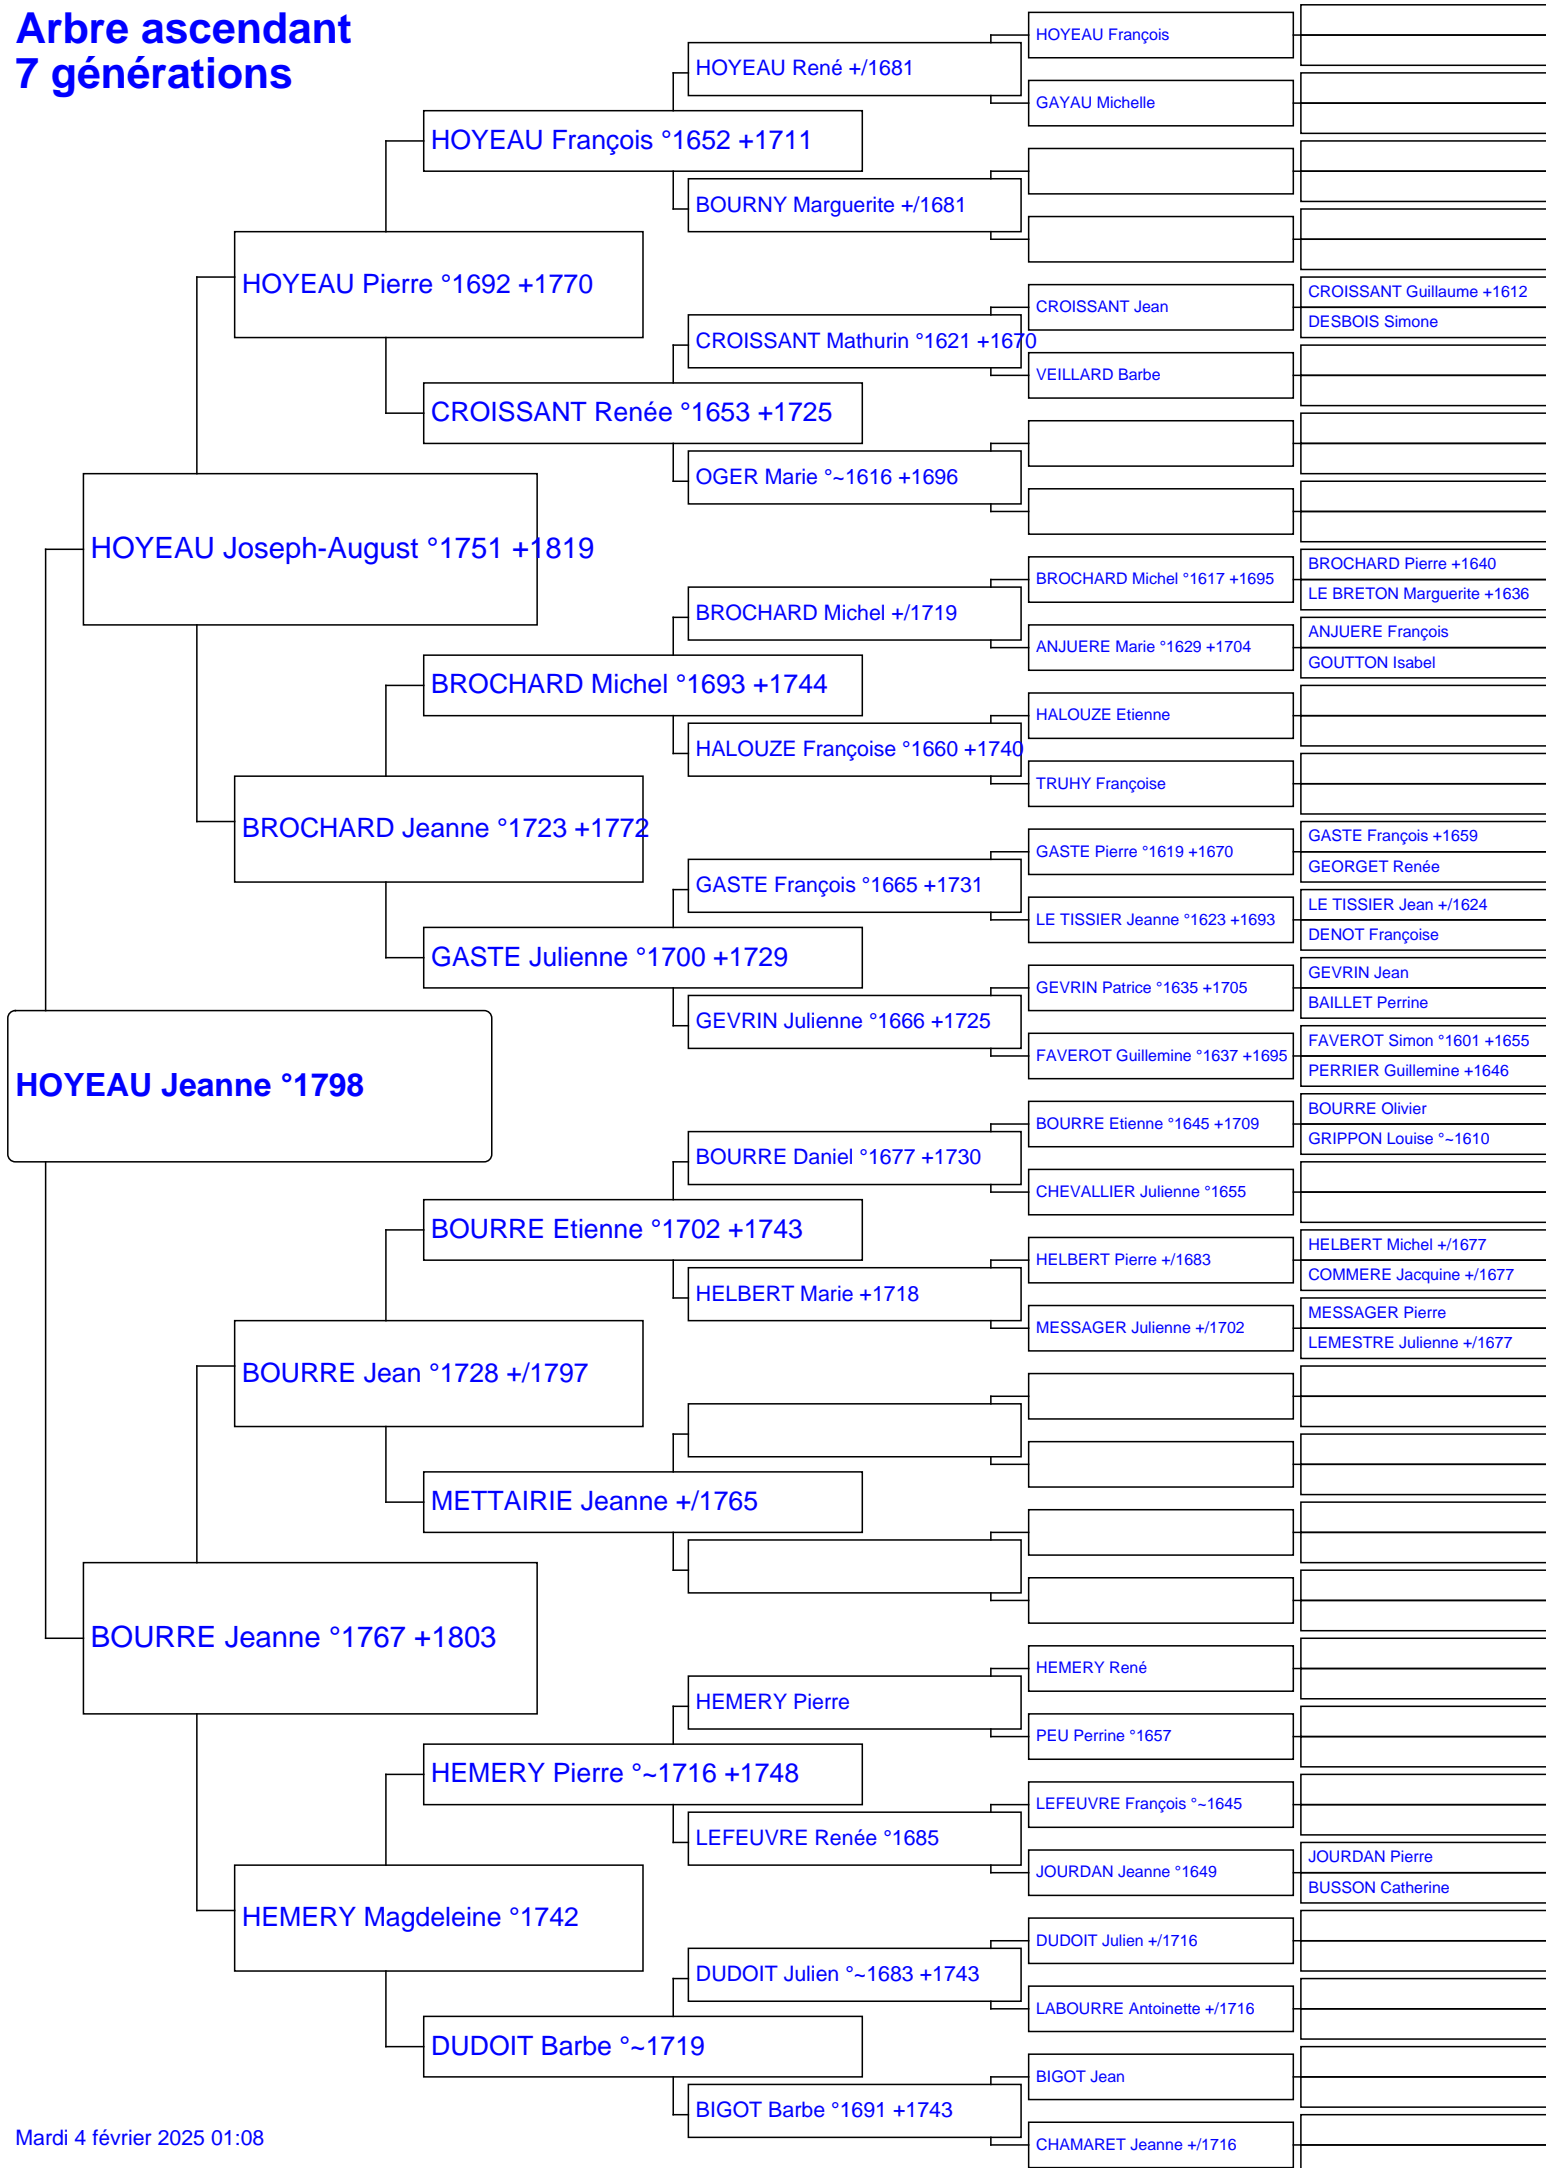 Arbre ascendant
7 générations
HOYEAU Jeanne °1798
HOYEAU Joseph-August °1751 +1819
BOURRE Jeanne °1767 +1803
HOYEAU Pierre °1692 +1770
BROCHARD Jeanne °1723 +1772
BOURRE Jean °1728 +/1797
HEMERY Magdeleine °1742
HOYEAU François °1652 +1711
CROISSANT Renée °1653 +1725
BROCHARD Michel °1693 +1744
GASTE Julienne °1700 +1729
BOURRE Etienne °1702 +1743
METTAIRIE Jeanne +/1765
HEMERY Pierre °~1716 +1748
DUDOIT Barbe °~1719
HOYEAU René +/1681
BOURNY Marguerite +/1681
CROISSANT Mathurin °1621 +1670
OGER Marie °~1616 +1696
BROCHARD Michel +/1719
HALOUZE Françoise °1660 +1740
GASTE François °1665 +1731
GEVRIN Julienne °1666 +1725
BOURRE Daniel °1677 +1730
HELBERT Marie +1718
HEMERY Pierre
LEFEUVRE Renée °1685
DUDOIT Julien °~1683 +1743
BIGOT Barbe °1691 +1743
HOYEAU François
GAYAU Michelle
CROISSANT Jean
VEILLARD Barbe
BROCHARD Michel °1617 +1695
ANJUERE Marie °1629 +1704
HALOUZE Etienne
TRUHY Françoise
GASTE Pierre °1619 +1670
LE TISSIER Jeanne °1623 +1693
GEVRIN Patrice °1635 +1705
FAVEROT Guillemine °1637 +1695
BOURRE Etienne °1645 +1709
CHEVALLIER Julienne °1655
HELBERT Pierre +/1683
MESSAGER Julienne +/1702
HEMERY René
PEU Perrine °1657
LEFEUVRE François °~1645
JOURDAN Jeanne °1649
DUDOIT Julien +/1716
LABOURRE Antoinette +/1716
BIGOT Jean
CHAMARET Jeanne +/1716
CROISSANT Guillaume +1612
DESBOIS Simone
BROCHARD Pierre +1640
LE BRETON Marguerite +1636
ANJUERE François
GOUTTON Isabel
GASTE François +1659
GEORGET Renée
LE TISSIER Jean +/1624
DENOT Françoise
GEVRIN Jean
BAILLET Perrine
FAVEROT Simon °1601 +1655
PERRIER Guillemine +1646
BOURRE Olivier
GRIPPON Louise °~1610
HELBERT Michel +/1677
COMMERE Jacquine +/1677
MESSAGER Pierre
LEMESTRE Julienne +/1677
JOURDAN Pierre
BUSSON Catherine
Mardi 4 février 2025 01:08